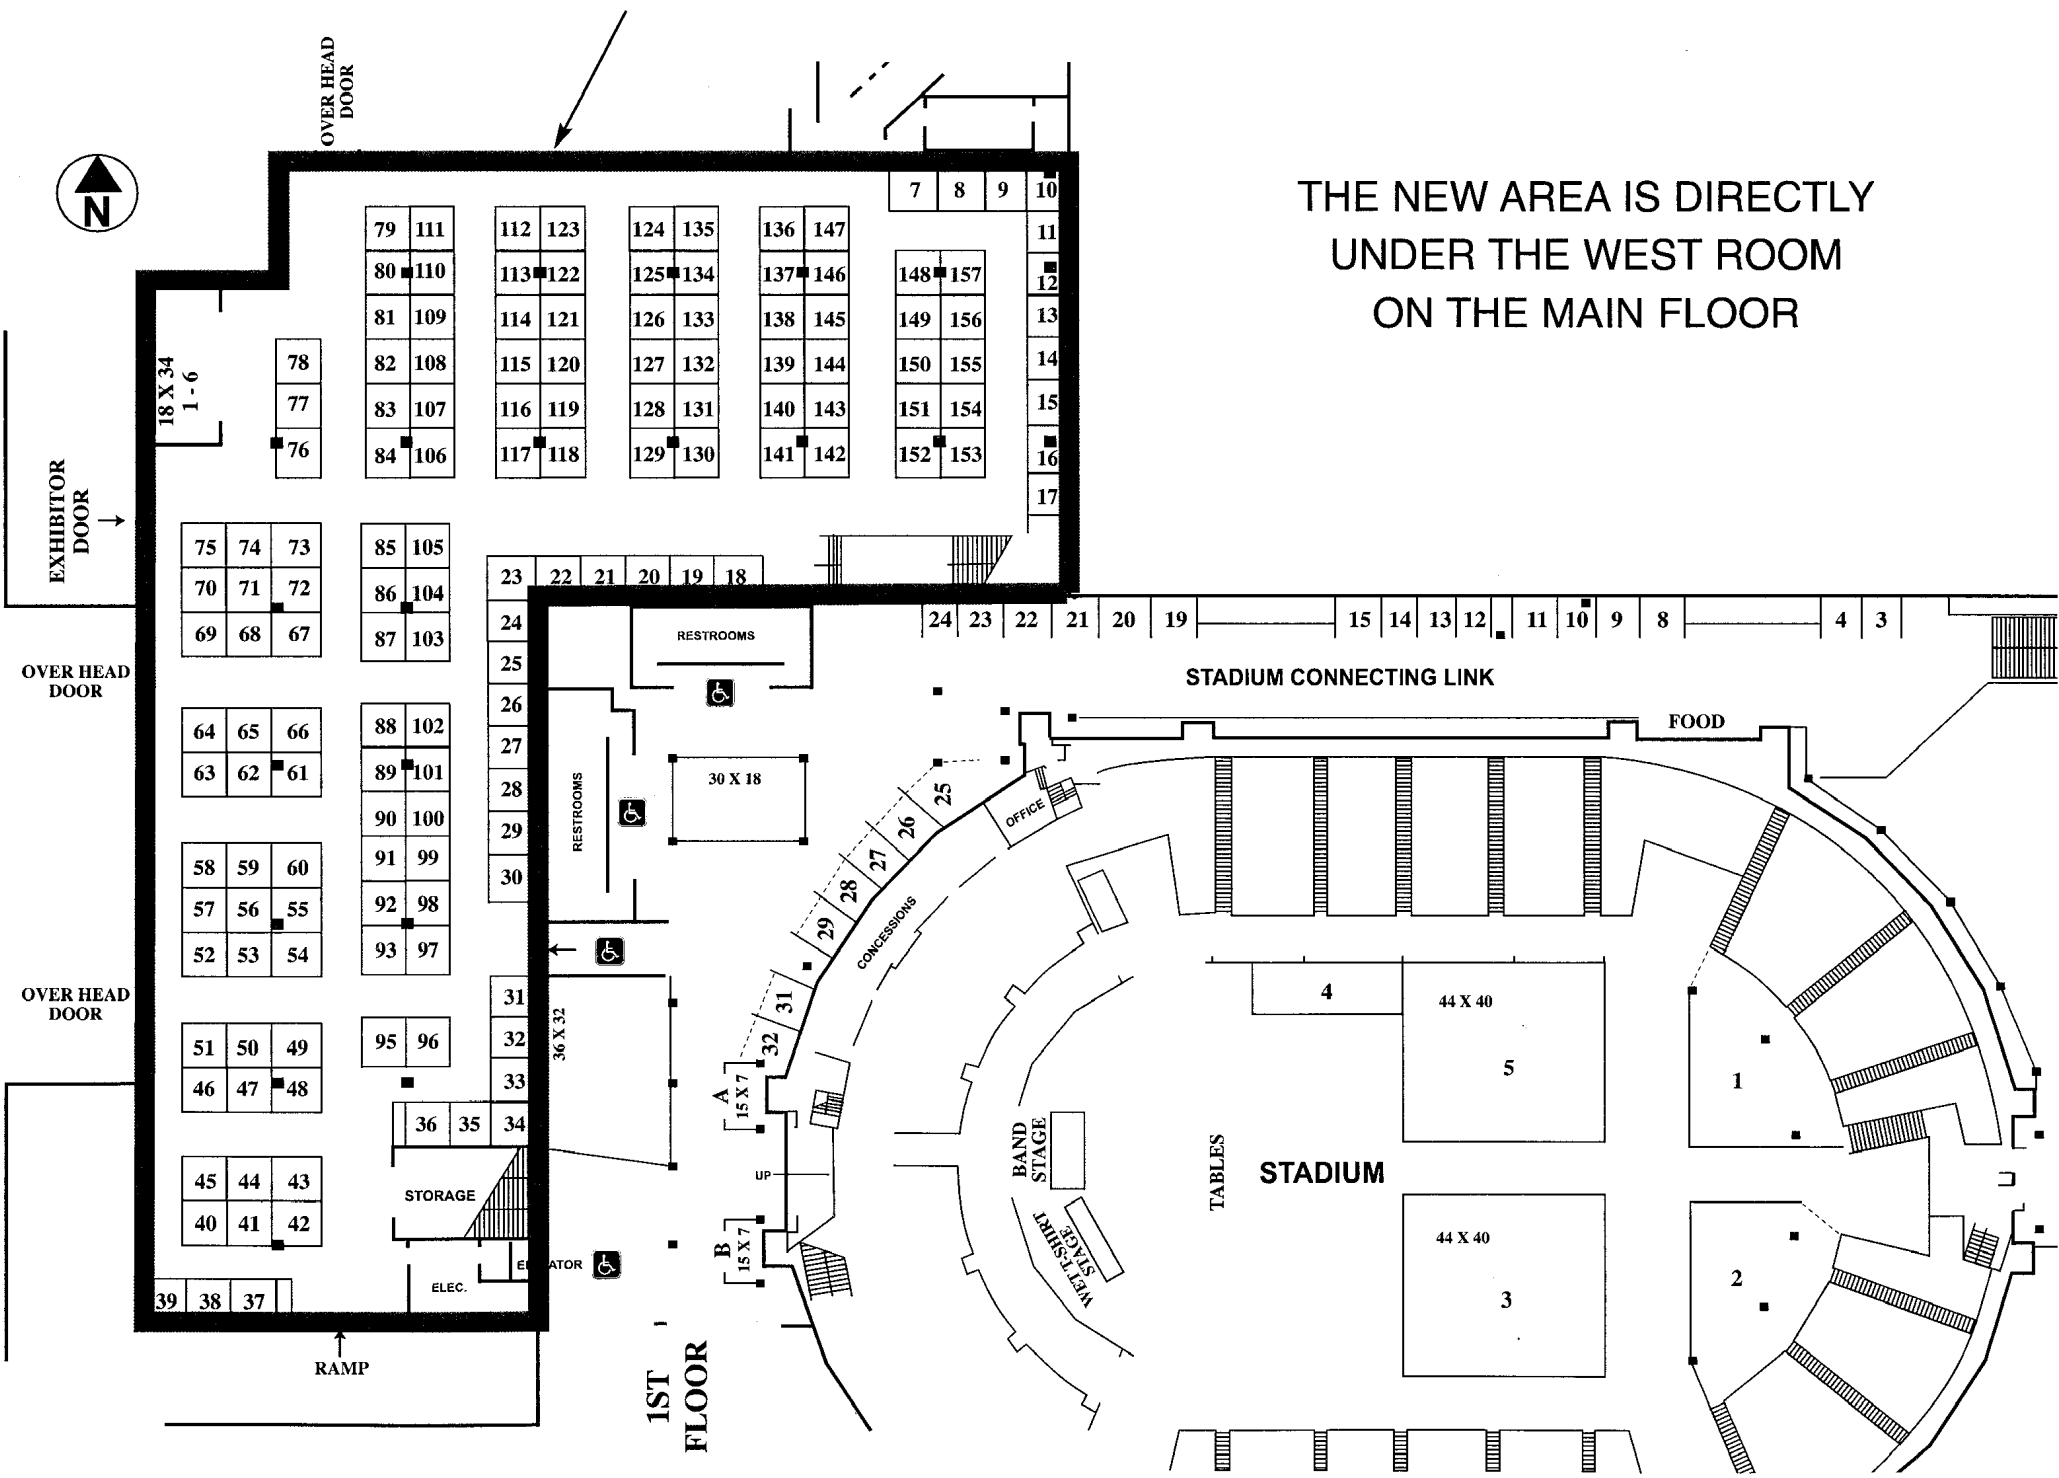 OVER HEAD
DOOR
N
THE NEW AREA IS DIRECTLY
UNDER THE WEST ROOM
ON THE MAIN FLOOR
7 8 9 10
79 111 112 123 124 135 136 147 11
80 110 113 122 125 134 137 146 148 157 12
81 109 114 121 126 133 138 145 149 156 13
18 X 34
1 - 6
78 82 108 115 120 127 132 139 144 150 155 14
77 83 107 116 119 128 131 140 143 151 154 15
76 84 106 117 118 129 130 141 142 152 153 16
17
EXHIBITOR
DOOR
75 74 73 85 105
70 71 72 86 104
69 68 67 87 103
23 22 21 20 19 18
24
25
26
27
28
29
30
RESTROOMS
24 23 22 21 20 19 15 14 13 12 11 10 9 8 4 3
STADIUM CONNECTING LINK
FOOD
OVER HEAD
DOOR
64 65 66 88 102
63 62 61 89 101
90 100
58 59 60 91 99
57 56 55 92 98
52 53 54 93 97
RESTROOMS
30 X 18
25
26
27
28
29
31
32
OFFICE
CONCESSIONS
OVER HEAD
DOOR
51 50 49 95 96
46 47 48
31
32
33
36 35 34
36 X 32
A
15 X 7
UP
B
15 X 7
45 44 43
40 41 42
STORAGE
ELEVATOR
ELEC.
39 38 37
RAMP
1ST
FLOOR
BAND
STAGE
WET T-SHIRT
STAGE
TABLES
STADIUM
4
44 X 40
5
1
44 X 40
3
2